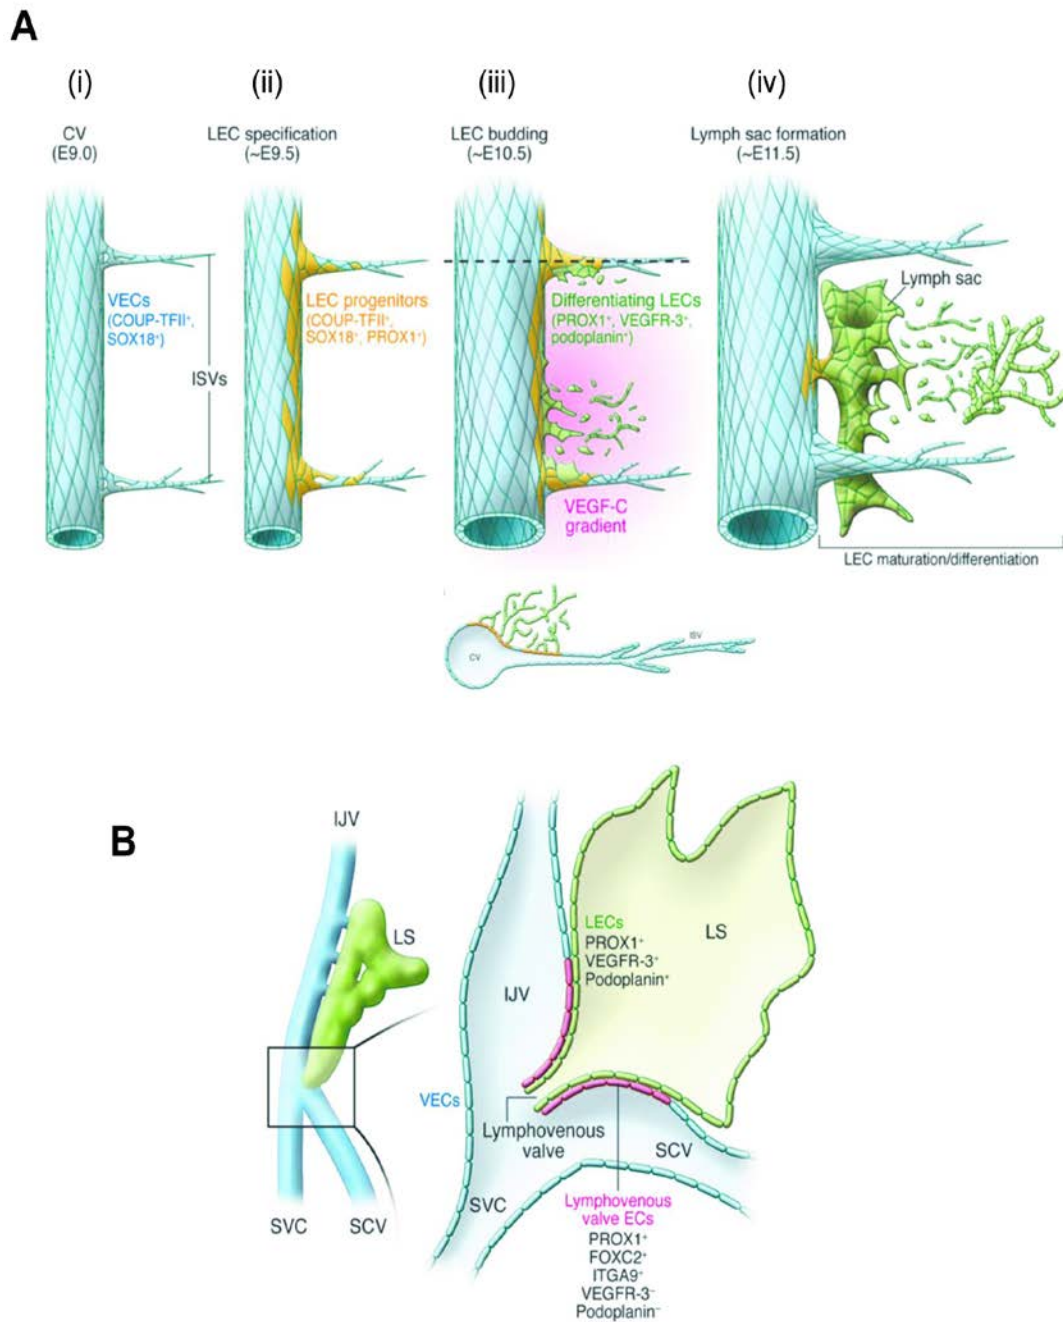 A
(i)
CV
(E9.0)
VECs
(COUP-TFII⁺,
SOX18⁺)
ISVs
(ii)
LEC specification
(~E9.5)
LEC progenitors
(COUP-TFII⁺,
SOX18⁺, PROX1⁺)
(iii)
LEC budding
(~E10.5)
Differentiating LECs
(PROX1⁺, VEGFR-3⁺,
podoplanin⁺)
VEGF-C
gradient
(iv)
Lymph sac formation
(~E11.5)
Lymph sac
LEC maturation/differentiation
CV
ISV
B
IJV
LS
SVC
SCV
IJV
LECs
PROX1⁺
VEGFR-3⁺
Podoplanin⁺
LS
VECs
Lymphovenous
valve
SVC
SCV
Lymphovenous
valve ECs
PROX1⁺
FOXC2⁺
ITGA9⁺
VEGFR-3⁻
Podoplanin⁻